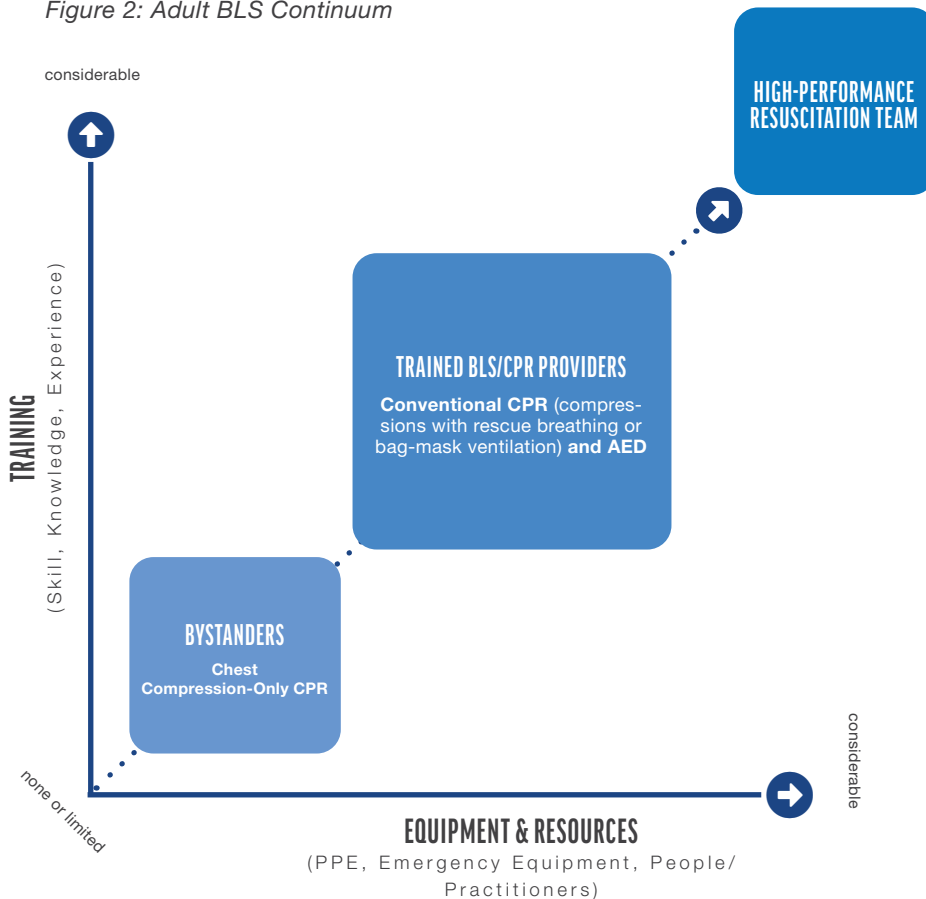 Figure 2: Adult BLS Continuum
considerable
HIGH-PERFORMANCE
RESUSCITATION TEAM
TRAINING
(Skill, Knowledge, Experience)
TRAINED BLS/CPR PROVIDERS
Conventional CPR (compres-
sions with rescue breathing or
bag-mask ventilation) and AED
BYSTANDERS
Chest
Compression-Only CPR
none or limited
considerable
EQUIPMENT & RESOURCES
(PPE, Emergency Equipment, People/
Practitioners)